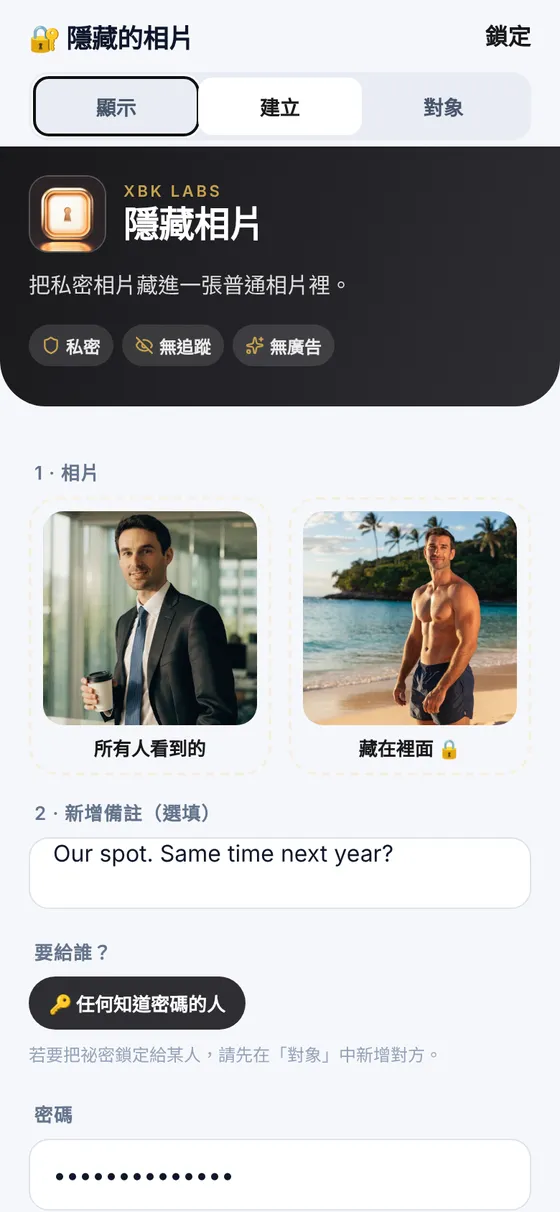 🔐 隱藏的相片
鎖定
顯示
建立
對象
XBK LABS
隱藏相片
把私密相片藏進一張普通相片裡。
私密
無追蹤
無廣告
1 · 相片
所有人看到的
藏在裡面 🔒
2 · 新增備註（選填）
Our spot. Same time next year?
要給誰？
🔑 任何知道密碼的人
若要把祕密鎖定給某人，請先在「對象」中新增對方。
密碼
••••••••••••••